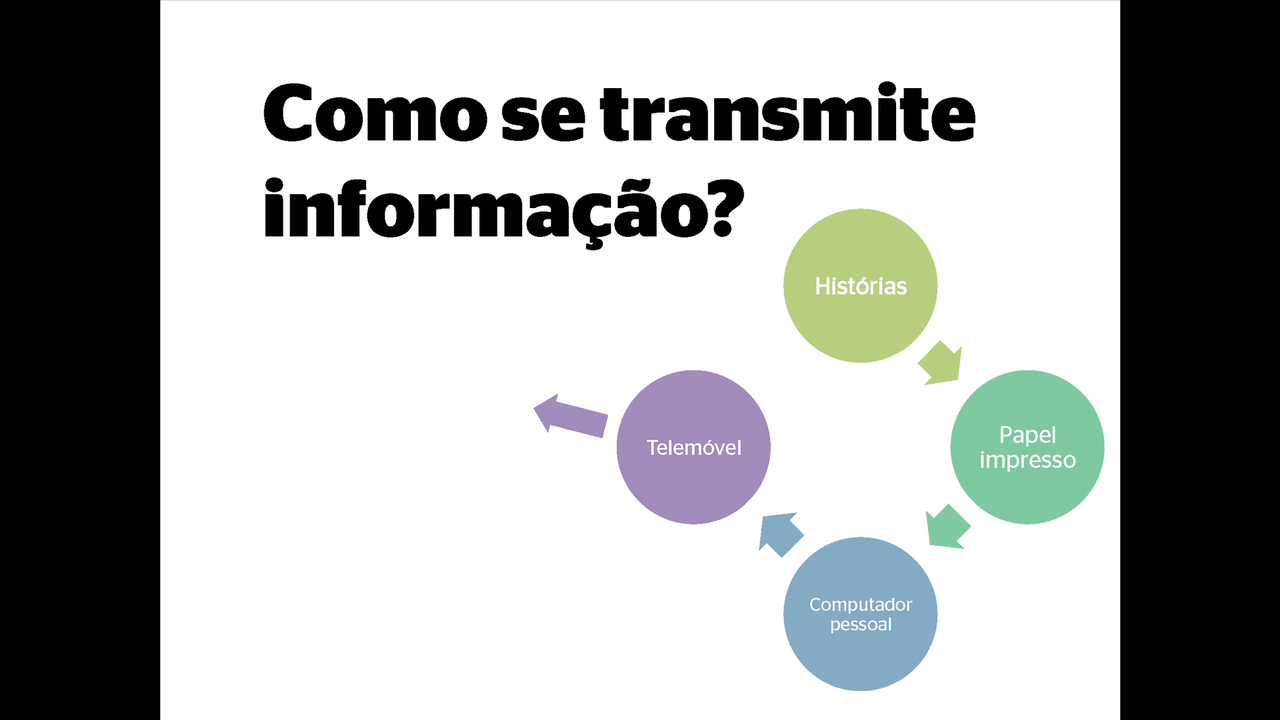 Como se transmite
informação?
Histórias
Papel
impresso
Computador
pessoal
Telemóvel